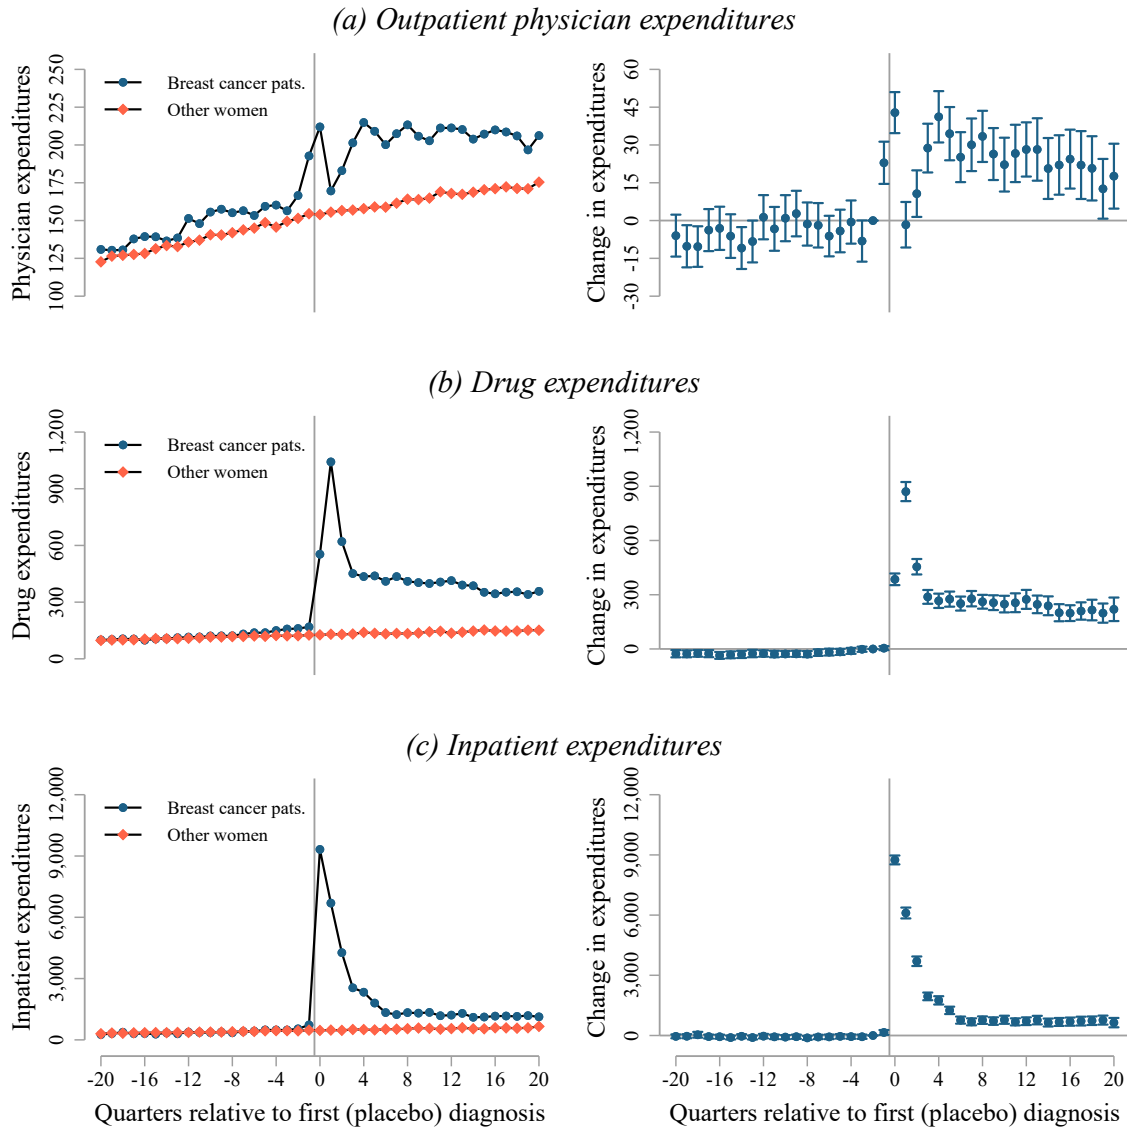 (a) Outpatient physician expenditures
Physician expenditures
250
225
200
175
150
125
100
Breast cancer pats.
Other women
Change in expenditures
60
45
30
15
0
-15
-30
(b) Drug expenditures
Drug expenditures
1,200
900
600
300
0
Breast cancer pats.
Other women
Change in expenditures
1,200
900
600
300
0
(c) Inpatient expenditures
Inpatient expenditures
12,000
9,000
6,000
3,000
0
Breast cancer pats.
Other women
-20 -16 -12 -8 -4 0 4 8 12 16 20
Quarters relative to first (placebo) diagnosis
Change in expenditures
12,000
9,000
6,000
3,000
0
-20 -16 -12 -8 -4 0 4 8 12 16 20
Quarters relative to first (placebo) diagnosis